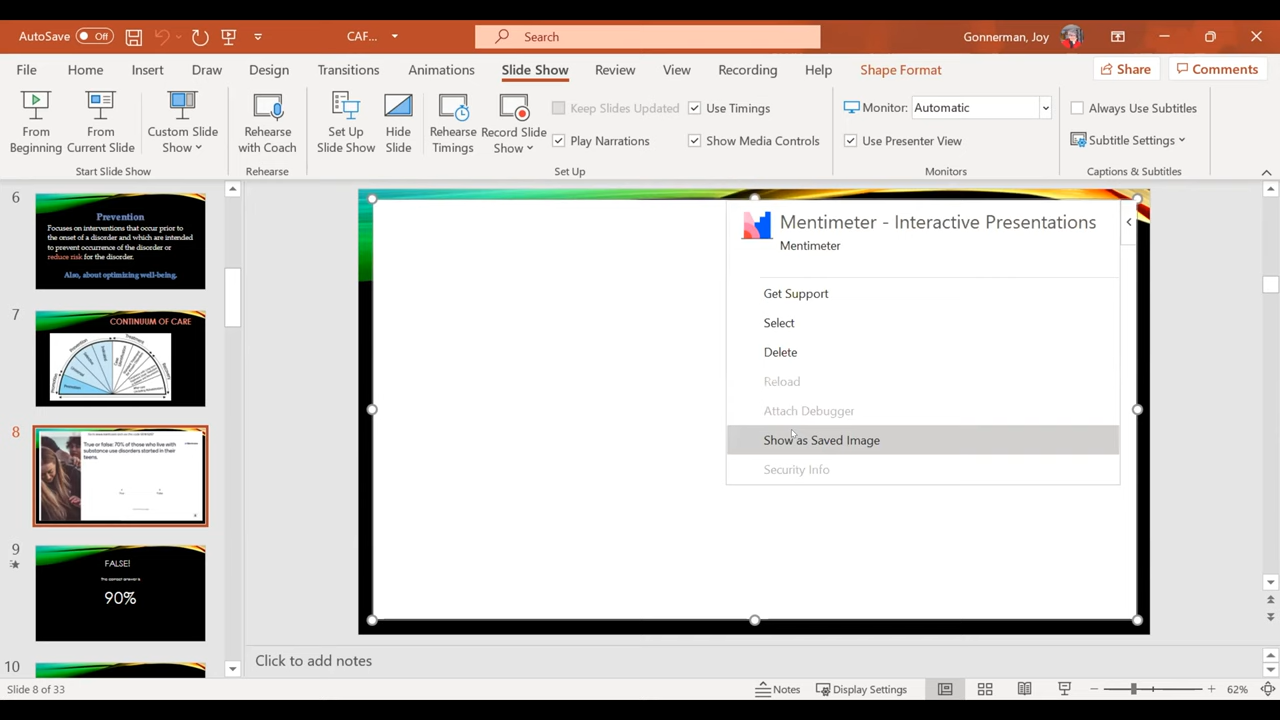 AutoSave Off CAF... Search Gonnerman, Joy
File Home Insert Draw Design Transitions Animations Slide Show Review View Recording Help Shape Format Share Comments
From Beginning
From Current Slide
Custom Slide Show
Start Slide Show
Rehearse with Coach
Rehearse
Set Up Slide Show
Hide Slide
Rehearse Timings
Record Slide Show
Keep Slides Updated
Play Narrations
Use Timings
Show Media Controls
Set Up
Monitor: Automatic
Use Presenter View
Monitors
Always Use Subtitles
Subtitle Settings
Captions & Subtitles
6
Prevention
Focuses on interventions that occur prior to
the onset of a disorder and which are intended
to prevent occurrence of the disorder or
reduce risk for the disorder.
Also, about optimizing well-being.
7
CONTINUUM OF CARE
8
True or false: 70% of those who live with
substance use disorders started in their
teens.
9
FALSE!
The correct answer is
90%
10
Mentimeter - Interactive Presentations
Mentimeter
Get Support
Select
Delete
Reload
Attach Debugger
Show as Saved Image
Security Info
Click to add notes
Slide 8 of 33 Notes Display Settings 62%